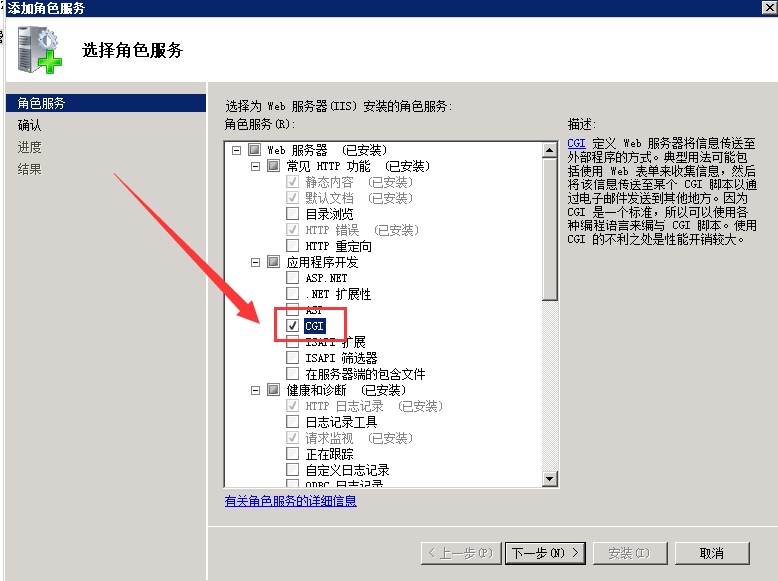 添加角色服务
选择角色服务
角色服务
确认
进度
结果
选择为 Web 服务器(IIS) 安装的角色服务:
角色服务(R):
Web 服务器 (已安装)
常见 HTTP 功能 (已安装)
静态内容 (已安装)
默认文档 (已安装)
目录浏览
HTTP 错误 (已安装)
HTTP 重定向
应用程序开发
ASP.NET
.NET 扩展性
ASP
CGI
ISAPI 扩展
ISAPI 筛选器
在服务器端的包含文件
健康和诊断 (已安装)
HTTP 日志记录 (已安装)
日志记录工具
请求监视 (已安装)
正在跟踪
自定义日志记录
ODBC 日志记录
有关角色服务的详细信息
描述:
CGI 定义 Web 服务器将信息传送至
外部程序的方式。典型用法可能包
括使用 Web 表单来收集信息，然后
将该信息传送至某个 CGI 脚本以通
过电子邮件发送到其他地方。因为
CGI 是一个标准，所以可以使用各
种编程语言来编写 CGI 脚本。使用
CGI 的不利之处是性能开销较大。
< 上一步(P)
下一步(N) >
安装(I)
取消